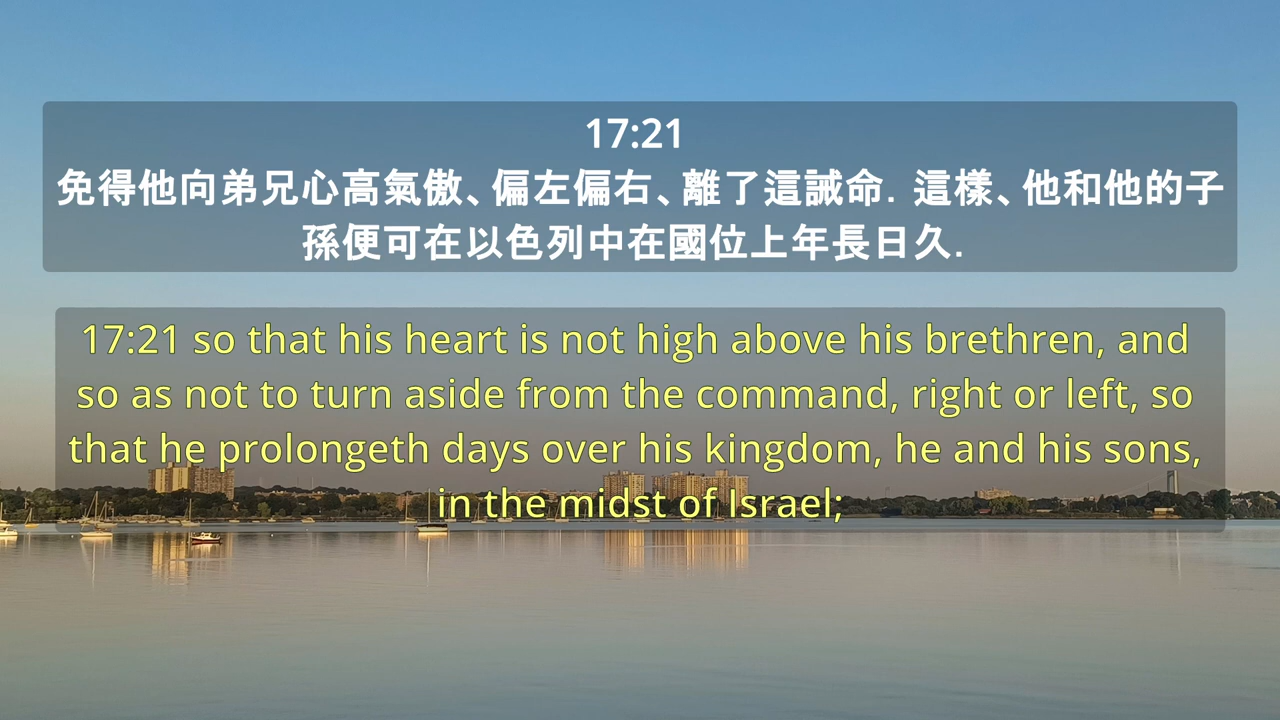 17:21
免得他向弟兄心高氣傲、偏左偏右、離了這誡命．這樣、他和他的子
孫便可在以色列中在國位上年長日久．
17:21 so that his heart is not high above his brethren, and
so as not to turn aside from the command, right or left, so
that he prolongeth days over his kingdom, he and his sons,
in the midst of Israel;